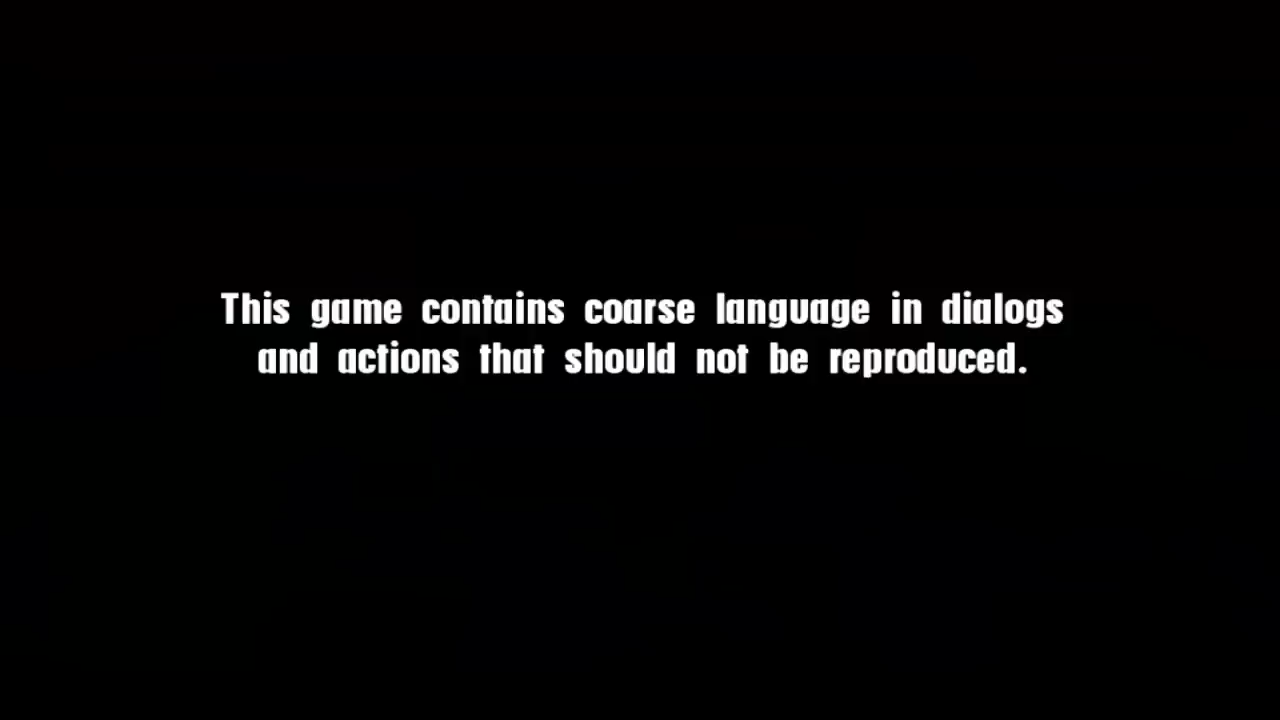 This game contains coarse language in dialogs
and actions that should not be reproduced.